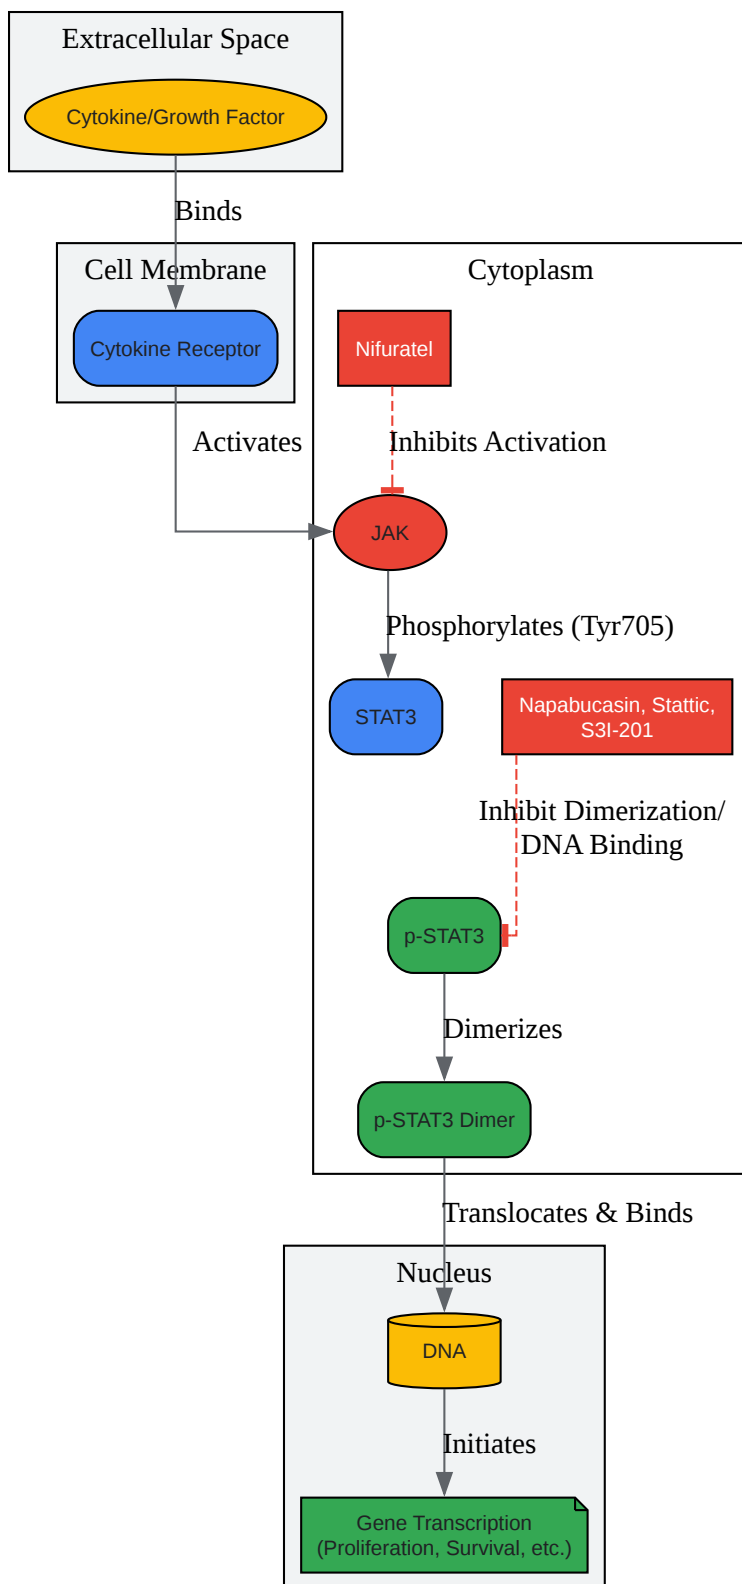 Extracellular Space
Cytokine/Growth Factor
Binds
Cell Membrane
Cytokine Receptor
Activates
Cytoplasm
Nifuratel
Inhibits Activation
JAK
Phosphorylates (Tyr705)
STAT3
Napabucasin, Stattic,
S3I-201
Inhibit Dimerization/
DNA Binding
p-STAT3
Dimerizes
p-STAT3 Dimer
Translocates & Binds
Nucleus
DNA
Initiates
Gene Transcription
(Proliferation, Survival, etc.)